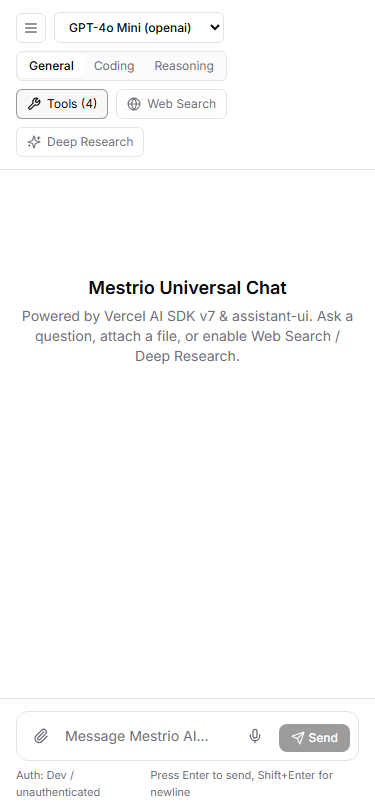 GPT-4o Mini (openai)
General Coding Reasoning
Tools (4) Web Search
Deep Research
Mestrio Universal Chat
Powered by Vercel AI SDK v7 & assistant-ui. Ask a
question, attach a file, or enable Web Search /
Deep Research.
Message Mestrio AI...
Send
Auth: Dev /
unauthenticated
Press Enter to send, Shift+Enter for
newline